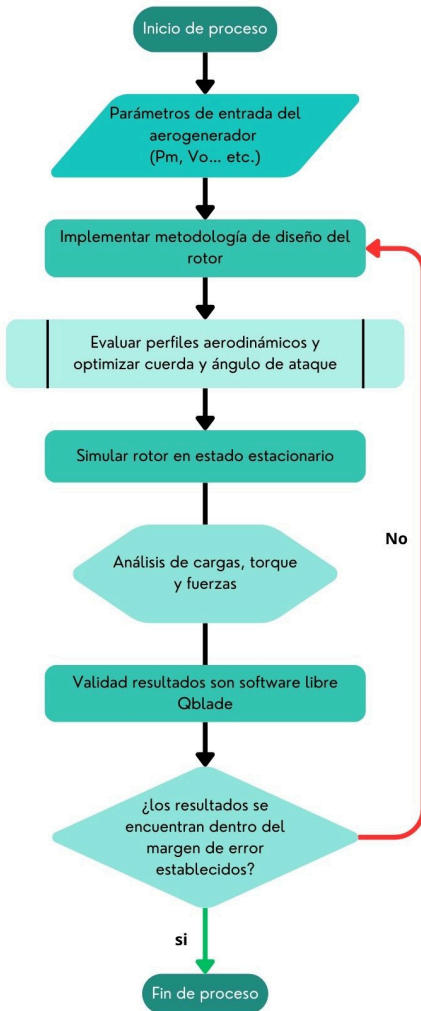 Inicio de proceso
Parámetros de entrada del
aerogenerador
(Pm, Vo... etc.)
Implementar metodología de diseño del
rotor
Evaluar perfiles aerodinámicos y
optimizar cuerda y ángulo de ataque
Simular rotor en estado estacionario
No
Análisis de cargas, torque
y fuerzas
Validad resultados son software libre
Qblade
¿los resultados se
encuentran dentro del
margen de error
establecidos?
si
Fin de proceso